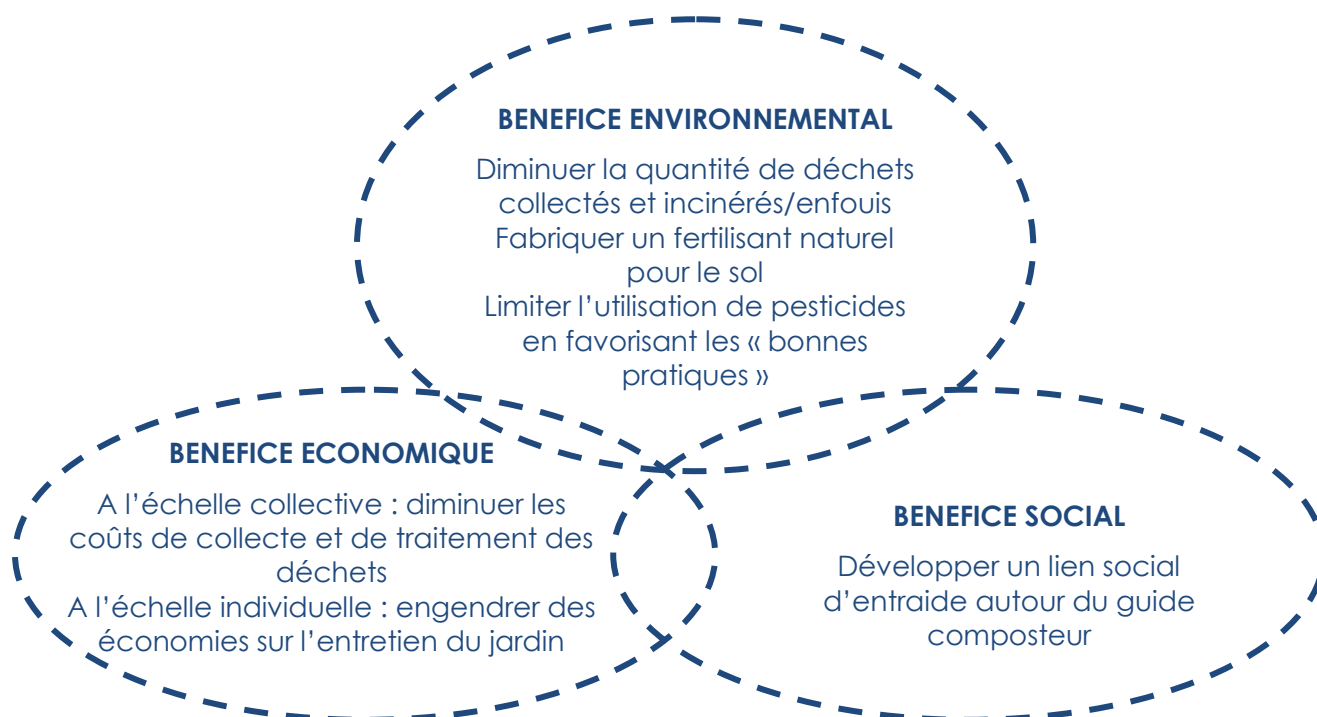 BENEFICE ENVIRONNEMENTAL
Diminuer la quantité de déchets
collectés et incinérés/enfouis
Fabriquer un fertilisant naturel
pour le sol
Limiter l’utilisation de pesticides
en favorisant les « bonnes
pratiques »
BENEFICE ECONOMIQUE
A l’échelle collective : diminuer les
coûts de collecte et de traitement des
déchets
A l’échelle individuelle : engendrer des
économies sur l’entretien du jardin
BENEFICE SOCIAL
Développer un lien social
d’entraide autour du guide
composteur